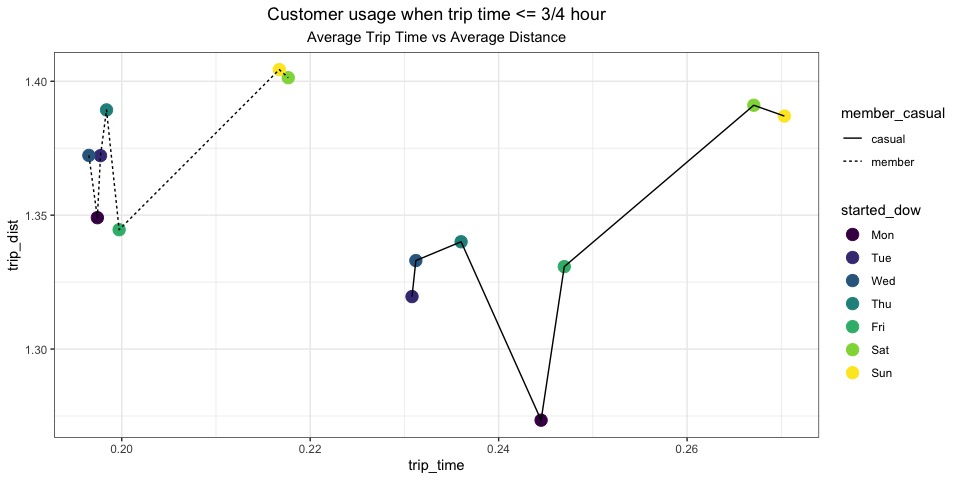 Customer usage when trip time <= 3/4 hour
Average Trip Time vs Average Distance
trip_dist
1.40
1.35
1.30
0.20 0.22 0.24 0.26
trip_time
member_casual
casual
member
started_dow
Mon
Tue
Wed
Thu
Fri
Sat
Sun